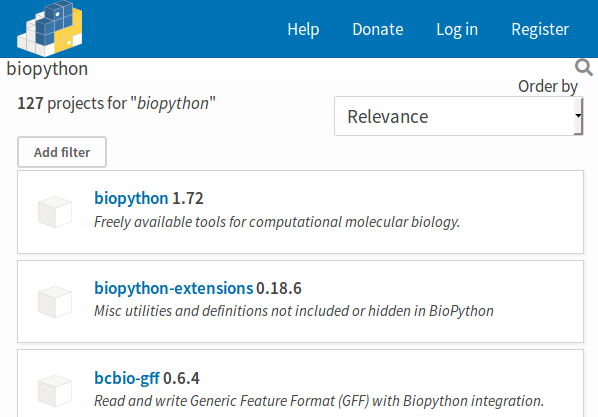 Help Donate Log in Register
biopython
Order by
127 projects for "biopython"
Relevance
Add filter
biopython 1.72
Freely available tools for computational molecular biology.
biopython-extensions 0.18.6
Misc utilities and definitions not included or hidden in BioPython
bcbio-gff 0.6.4
Read and write Generic Feature Format (GFF) with Biopython integration.